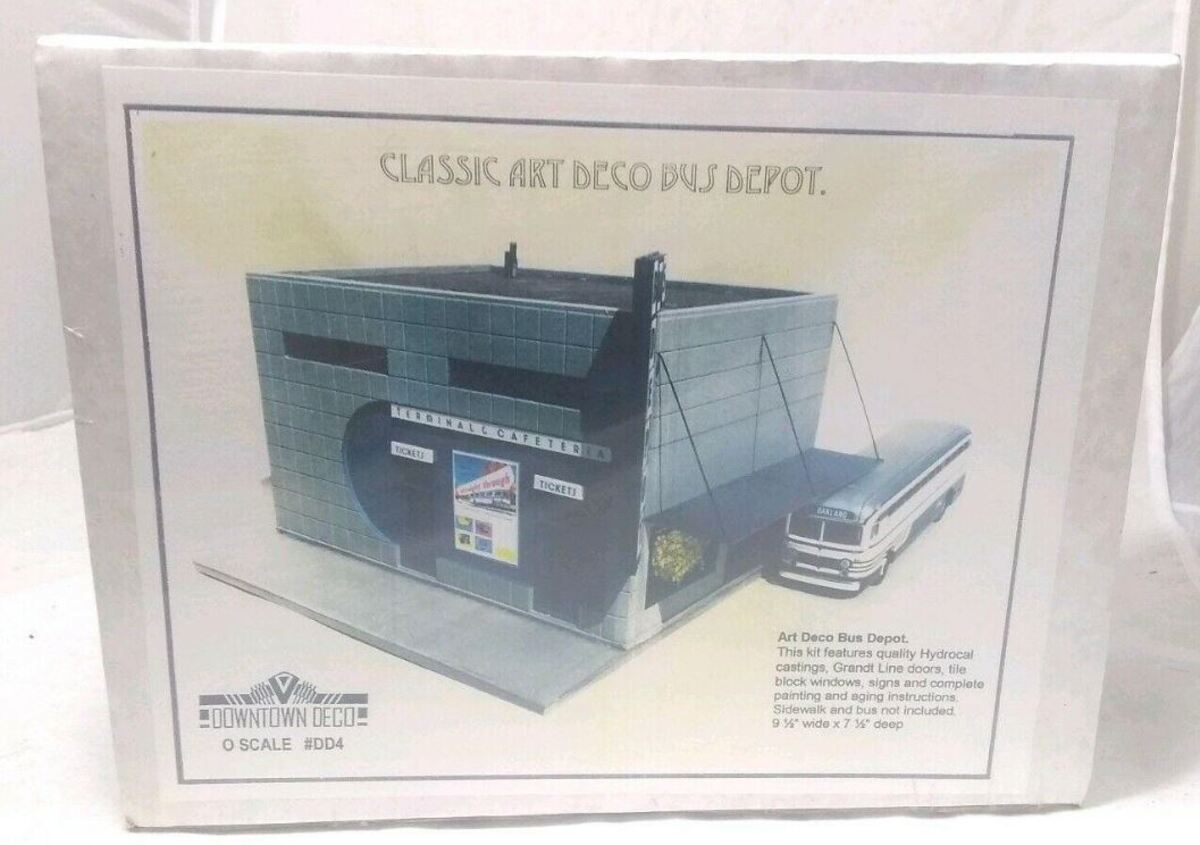 CLASSIC ART DECO BUS DEPOT.
TERMINAL & CAFETERIA
TICKETS
TICKETS
through
OAKLAND
Art Deco Bus Depot.
This kit features quality Hydrocal
castings, Grandt Line doors, tile
block windows, signs and complete
painting and aging instructions.
Sidewalk and bus not included.
9 ½" wide x 7 ½" deep
DOWNTOWN DECO
O SCALE #DD4